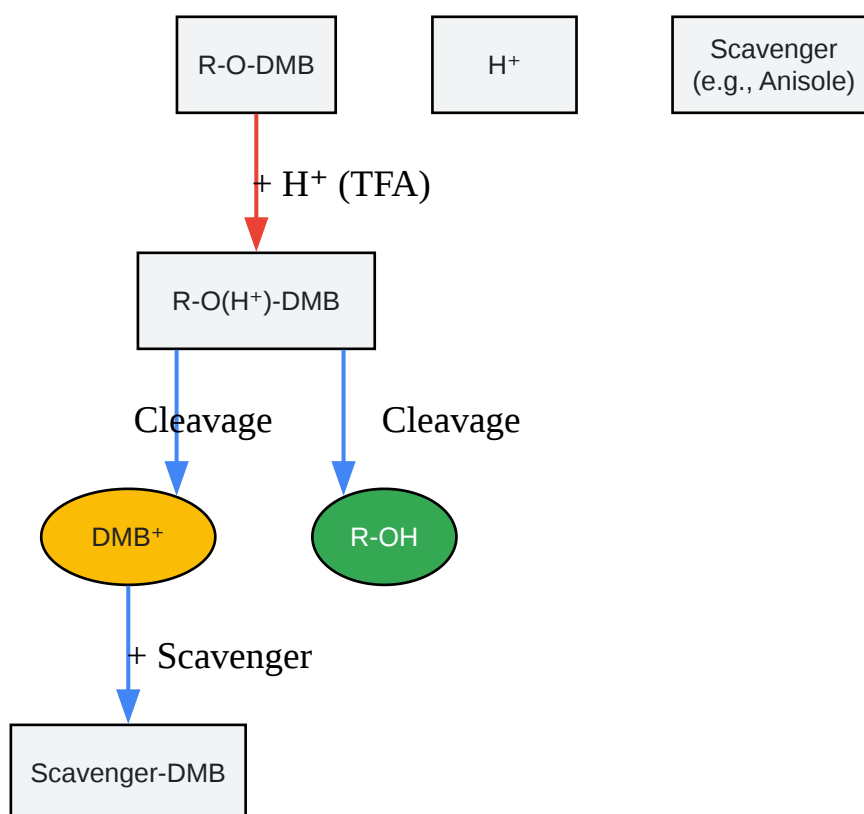 R-O-DMB
H⁺
Scavenger
(e.g., Anisole)
+ H⁺ (TFA)
R-O(H⁺)-DMB
Cleavage
Cleavage
DMB⁺
R-OH
+ Scavenger
Scavenger-DMB